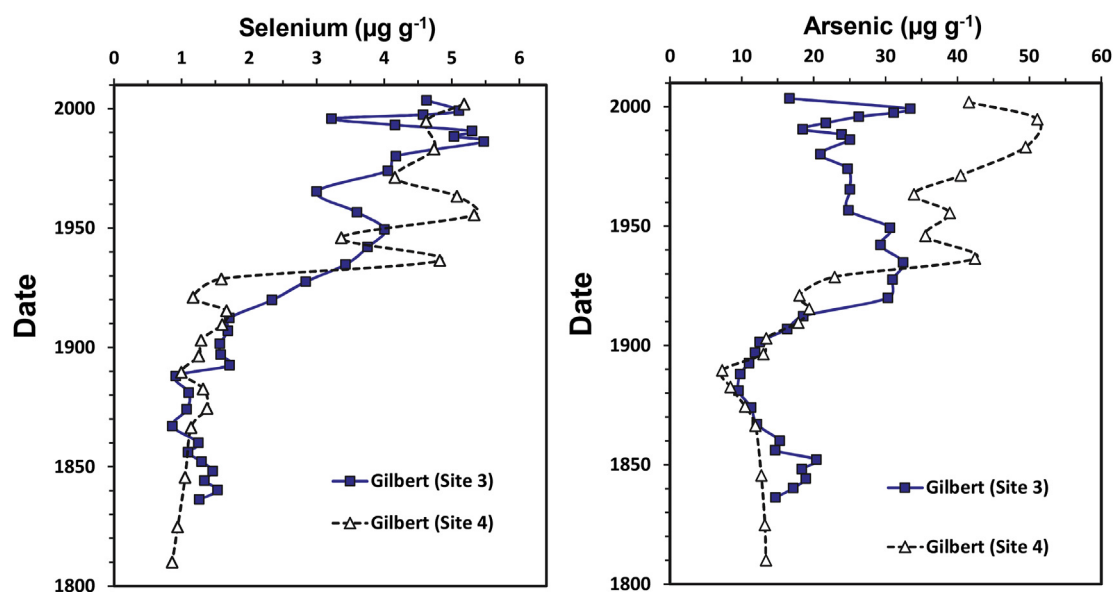 Selenium (µg g⁻¹)
0 1 2 3 4 5 6
2000
1950
1900
1850
1800
Date
Gilbert (Site 3)
Gilbert (Site 4)
Arsenic (µg g⁻¹)
0 10 20 30 40 50 60
2000
1950
1900
1850
1800
Date
Gilbert (Site 3)
Gilbert (Site 4)